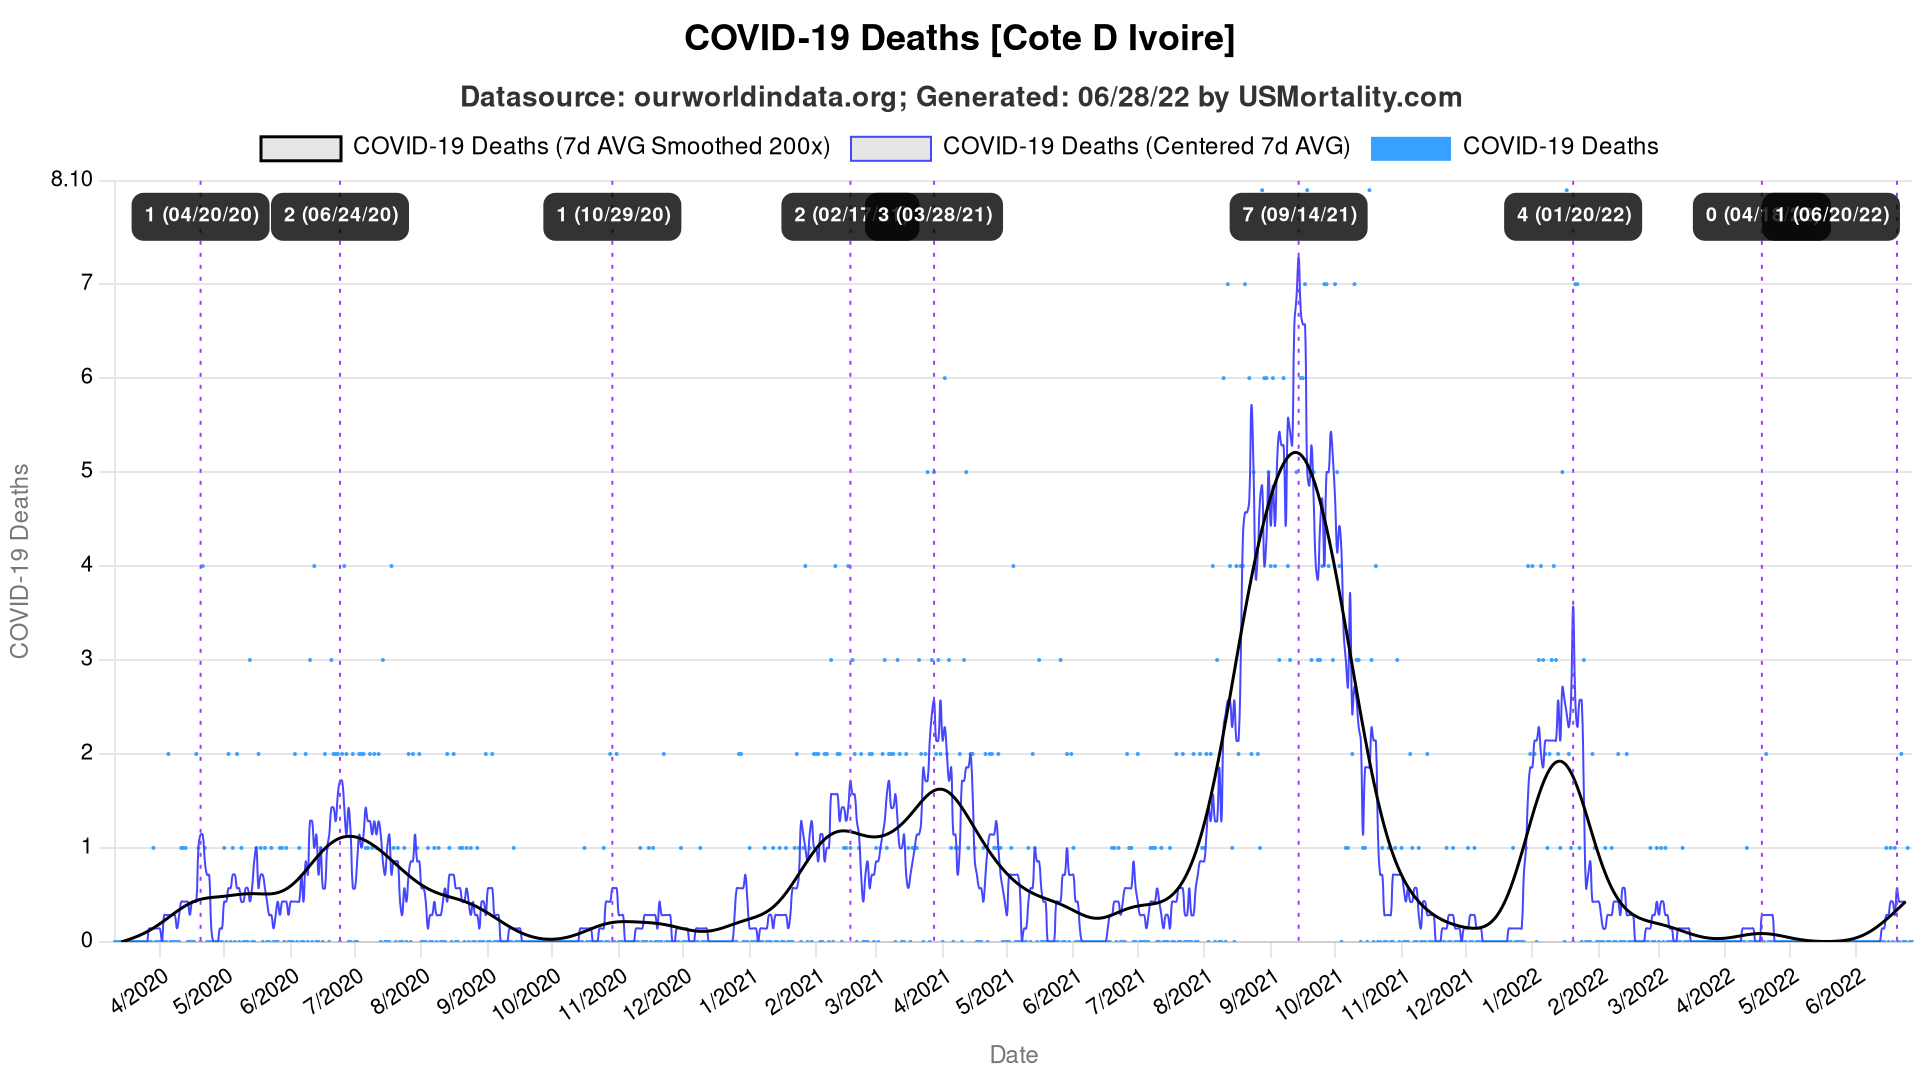 COVID-19 Deaths [Cote D Ivoire]
Datasource: ourworldindata.org; Generated: 06/28/22 by USMortality.com
COVID-19 Deaths (7d AVG Smoothed 200x) COVID-19 Deaths (Centered 7d AVG) COVID-19 Deaths
8.10
1 (04/20/20) 2 (06/24/20) 1 (10/29/20) 2 (02/17/ 3 (03/28/21) 7 (09/14/21) 4 (01/20/22) 0 (04/18/ 1 (06/20/22)
7
6
5
4
3
2
1
0
COVID-19 Deaths
4/2020 5/2020 6/2020 7/2020 8/2020 9/2020 10/2020 11/2020 12/2020 1/2021 2/2021 3/2021 4/2021 5/2021 6/2021 7/2021 8/2021 9/2021 10/2021 11/2021 12/2021 1/2022 2/2022 3/2022 4/2022 5/2022 6/2022
Date